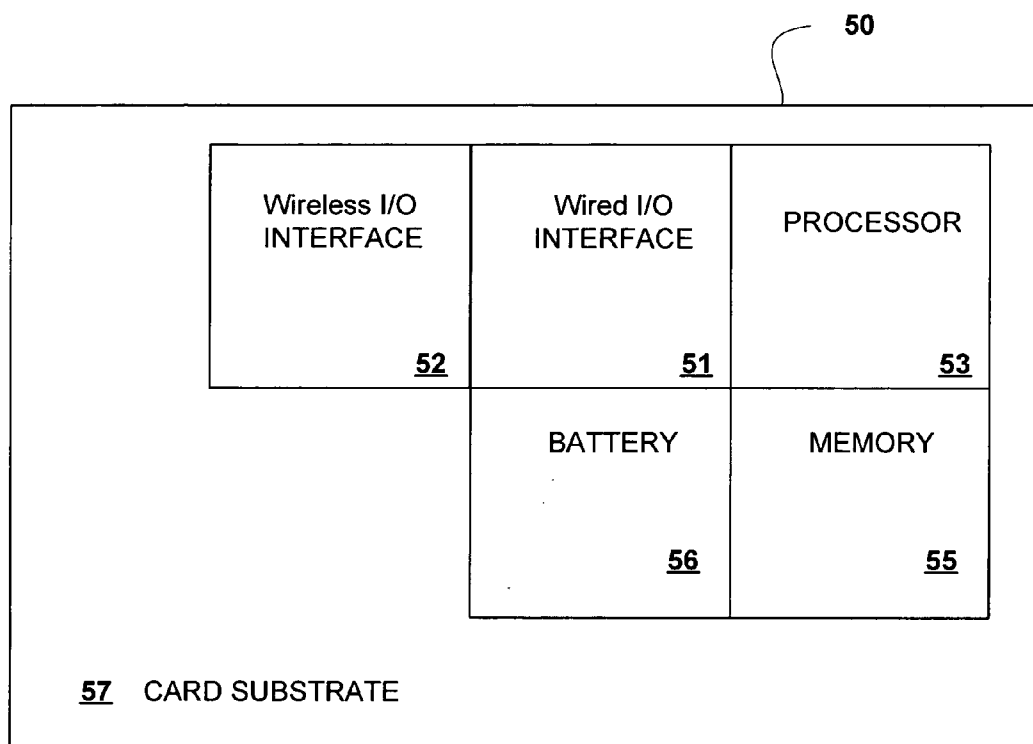 50
Wireless I/O
INTERFACE
52
Wired I/O
INTERFACE
51
PROCESSOR
53
BATTERY
56
MEMORY
55
57 CARD SUBSTRATE